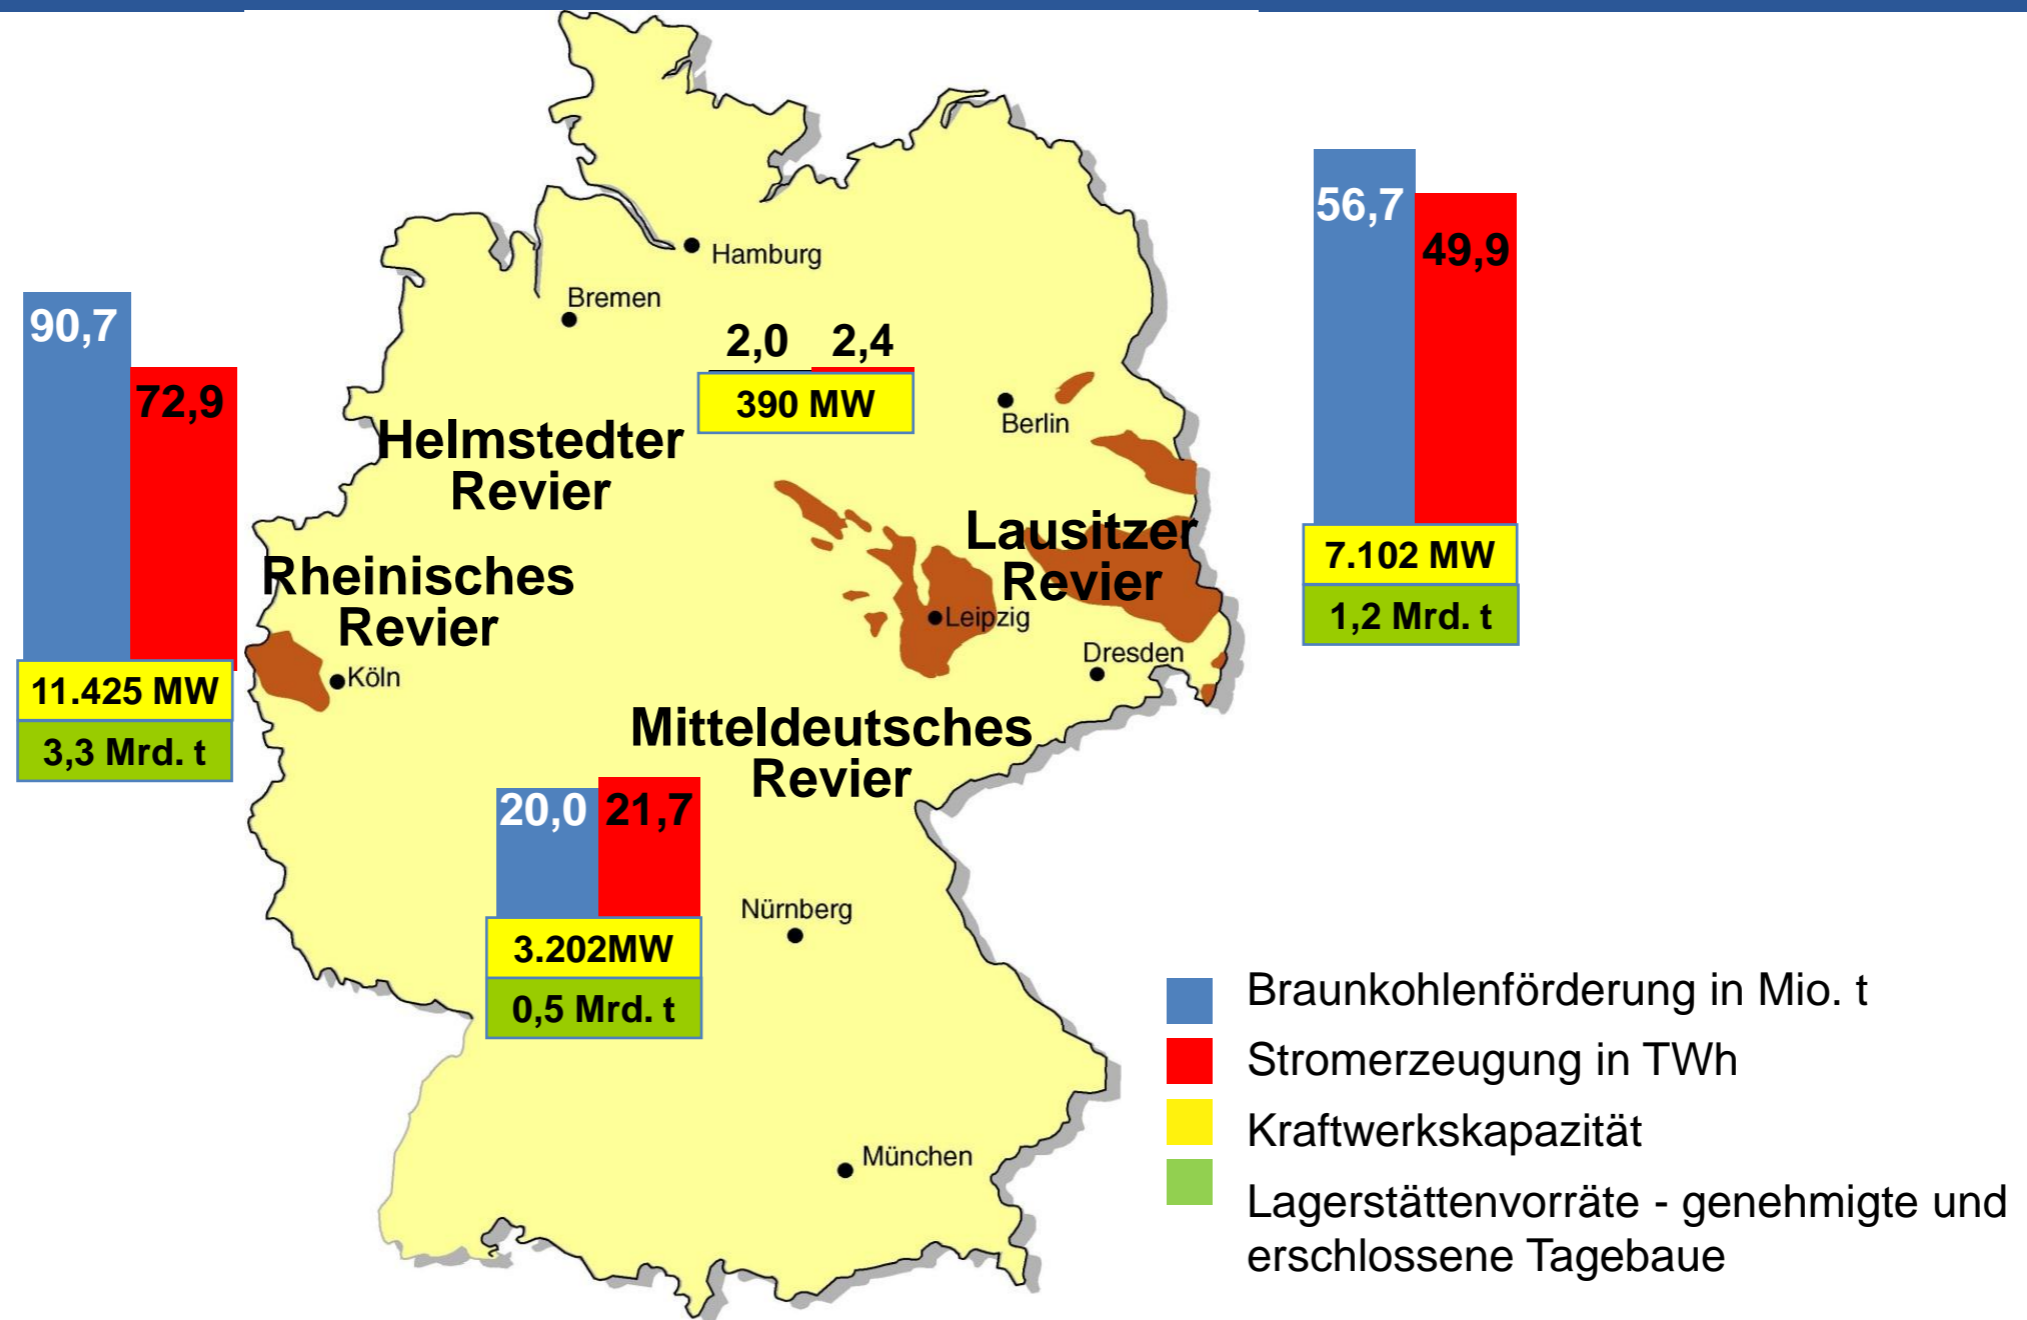 56,7
49,9
Hamburg
Bremen
90,7
72,9
2,0 2,4
390 MW
Berlin
Helmstedter
Revier
Lausitzer
Revier
7.102 MW
1,2 Mrd. t
Rheinisches
Revier
Leipzig
Dresden
Köln
11.425 MW
3,3 Mrd. t
Mitteldeutsches
Revier
20,0 21,7
Nürnberg
3.202MW
0,5 Mrd. t
Braunkohlenförderung in Mio. t
Stromerzeugung in TWh
Kraftwerkskapazität
München
Lagerstättenvorräte - genehmigte und
erschlossene Tagebaue